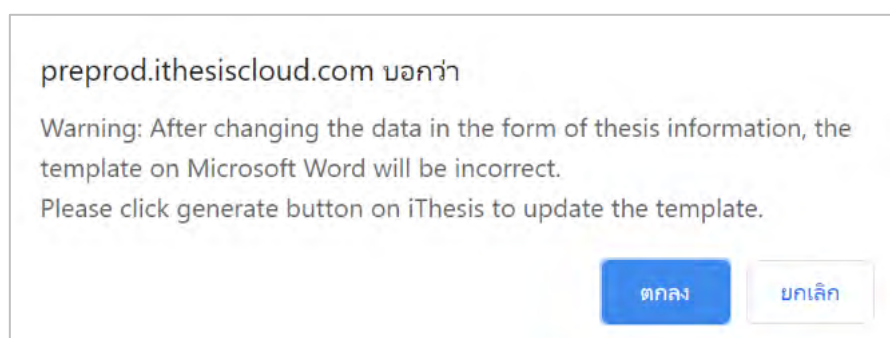 preprod.ithesiscloud.com บอกว่า
Warning: After changing the data in the form of thesis information, the
template on Microsoft Word will be incorrect.
Please click generate button on iThesis to update the template.
ตกลง ยกเลิก